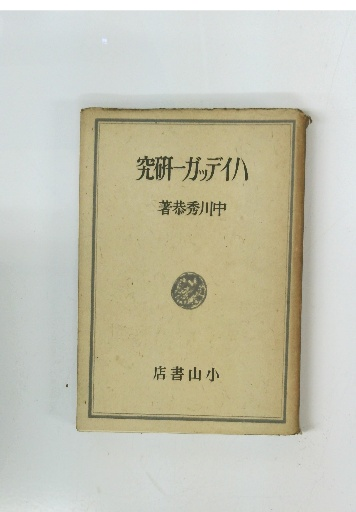 ハイデッガー研究
中川秀恭著
小山書店